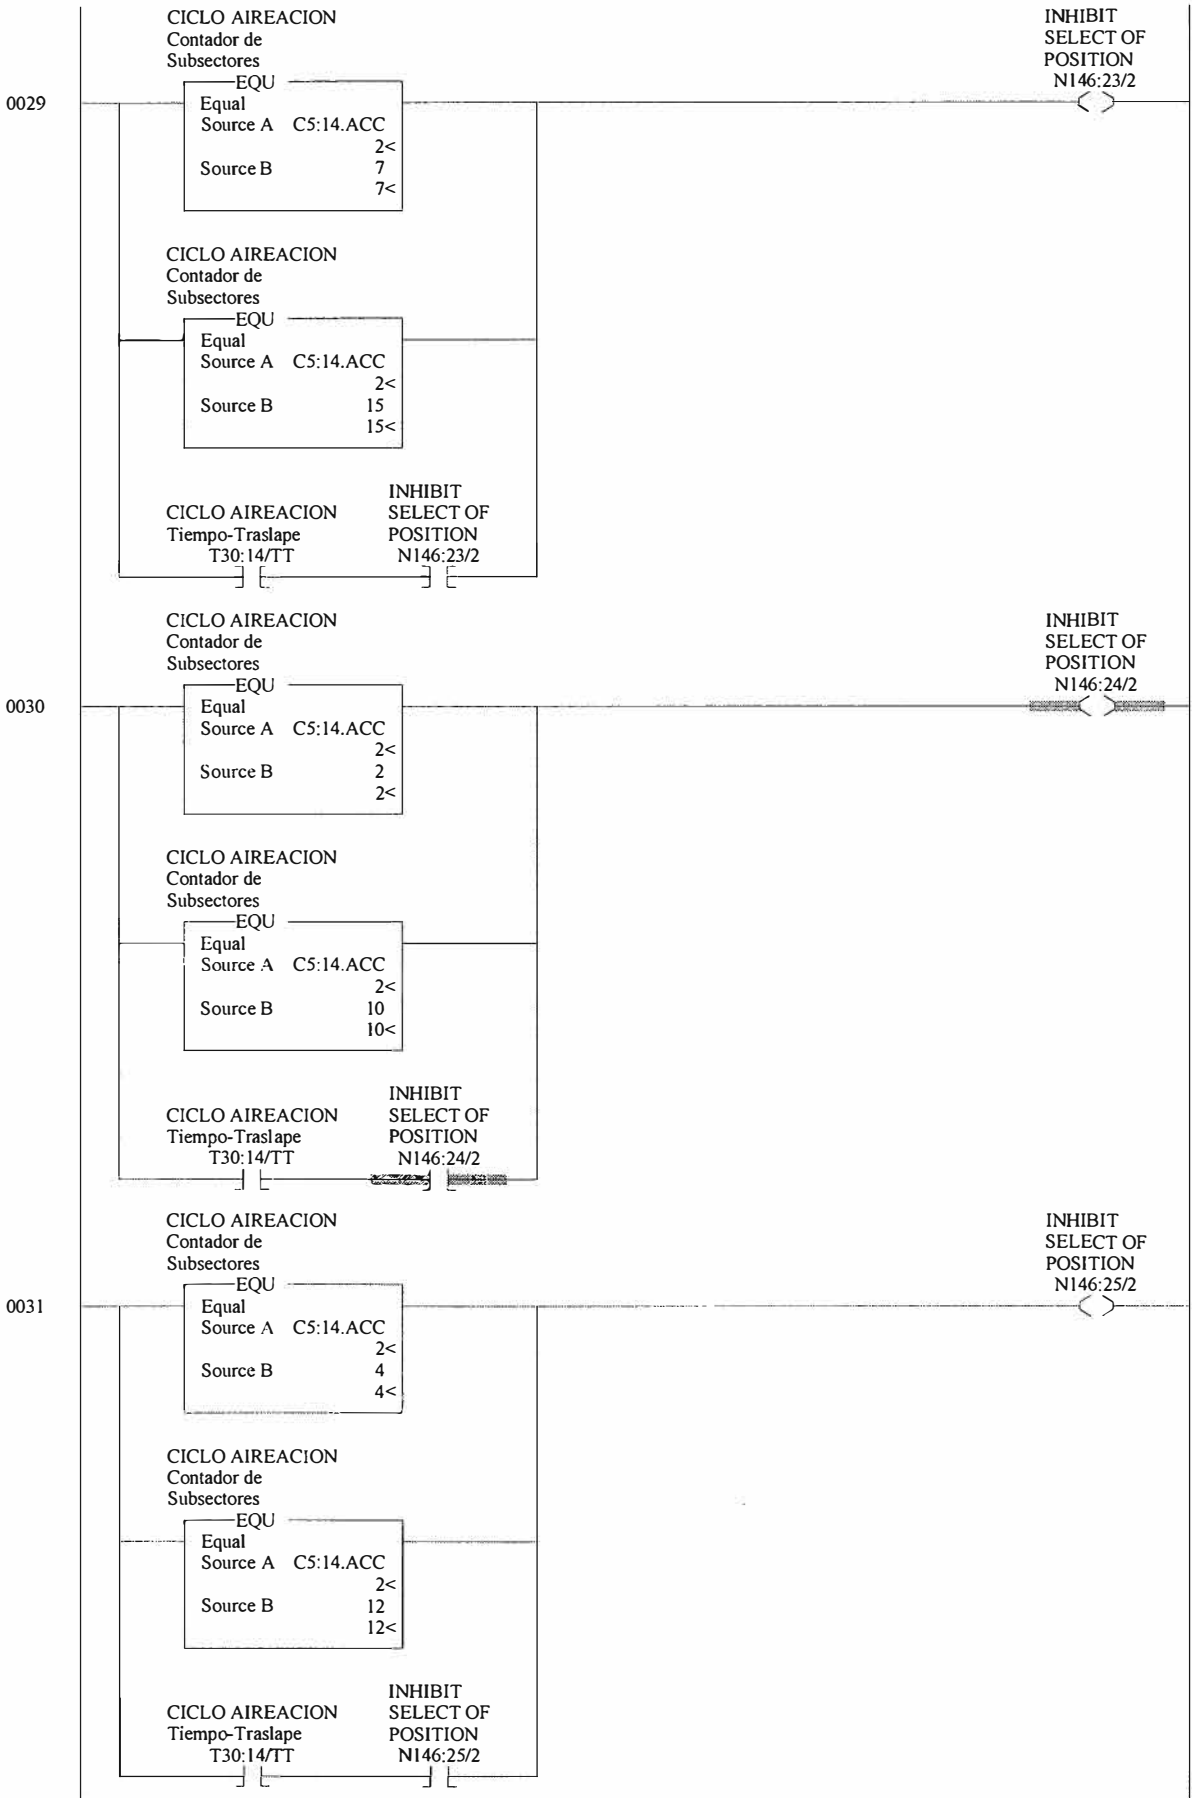 CICLO AIREACION
Contador de
Subsectores
INHIBIT
SELECT OF
POSITION
N146:23/2
0029
EQU
Equal
Source A C5:14.ACC
2<
Source B 7
7<
CICLO AIREACION
Contador de
Subsectores
EQU
Equal
Source A C5:14.ACC
2<
Source B 15
15<
CICLO AIREACION
Tiempo-Traslape
T30:14/TT
INHIBIT
SELECT OF
POSITION
N146:23/2
CICLO AIREACION
Contador de
Subsectores
INHIBIT
SELECT OF
POSITION
N146:24/2
0030
EQU
Equal
Source A C5:14.ACC
2<
Source B 2
2<
CICLO AIREACION
Contador de
Subsectores
EQU
Equal
Source A C5:14.ACC
2<
Source B 10
10<
CICLO AIREACION
Tiempo-Traslape
T30:14/TT
INHIBIT
SELECT OF
POSITION
N146:24/2
CICLO AIREACION
Contador de
Subsectores
INHIBIT
SELECT OF
POSITION
N146:25/2
0031
EQU
Equal
Source A C5:14.ACC
2<
Source B 4
4<
CICLO AIREACION
Contador de
Subsectores
EQU
Equal
Source A C5:14.ACC
2<
Source B 12
12<
CICLO AIREACION
Tiempo-Traslape
T30:14/TT
INHIBIT
SELECT OF
POSITION
N146:25/2